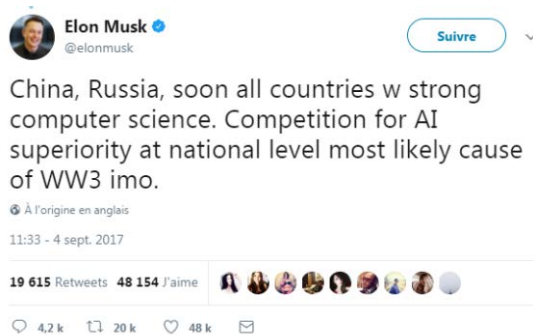 Elon Musk
@elonmusk
Suivre
China, Russia, soon all countries w strong
computer science. Competition for AI
superiority at national level most likely cause
of WW3 imo.
À l'origine en anglais
11:33 - 4 sept. 2017
19 615 Retweets 48 154 J'aime
4,2 k 20 k 48 k